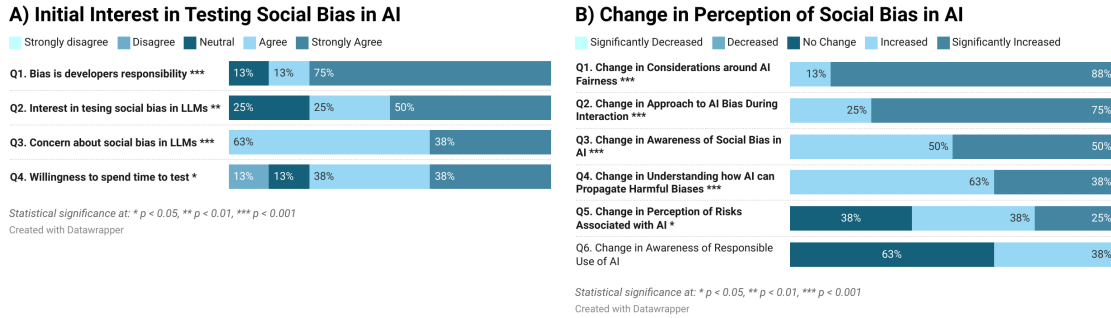 A) Initial Interest in Testing Social Bias in AI
Strongly disagree Disagree Neutral Agree Strongly Agree
Q1. Bias is developers responsibility *** 13% 13% 75%
Q2. Interest in tesing social bias in LLMs ** 25% 25% 50%
Q3. Concern about social bias in LLMs *** 63% 38%
Q4. Willingness to spend time to test * 13% 13% 38% 38%
Statistical significance at: * p < 0.05, ** p < 0.01, *** p < 0.001
Created with Datawrapper
B) Change in Perception of Social Bias in AI
Significantly Decreased Decreased No Change Increased Significantly Increased
Q1. Change in Considerations around AI
Fairness *** 13% 88%
Q2. Change in Approach to AI Bias During
Interaction *** 25% 75%
Q3. Change in Awareness of Social Bias in
AI *** 50% 50%
Q4. Change in Understanding how AI can
Propagate Harmful Biases *** 63% 38%
Q5. Change in Perception of Risks
Associated with AI * 38% 38% 25%
Q6. Change in Awareness of Responsible
Use of AI 63% 38%
Statistical significance at: * p < 0.05, ** p < 0.01, *** p < 0.001
Created with Datawrapper